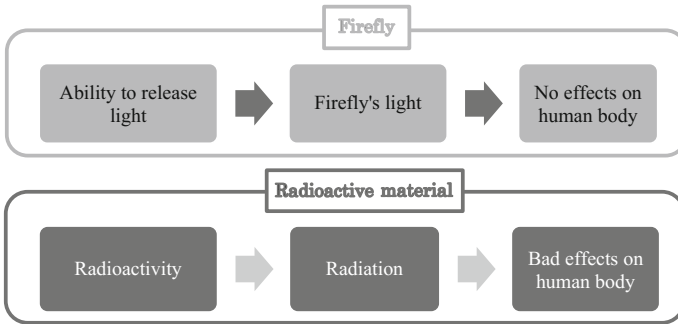 Firefly
Ability to release
light
Firefly's light
No effects on
human body
Radioactive material
Radioactivity
Radiation
Bad effects on
human body